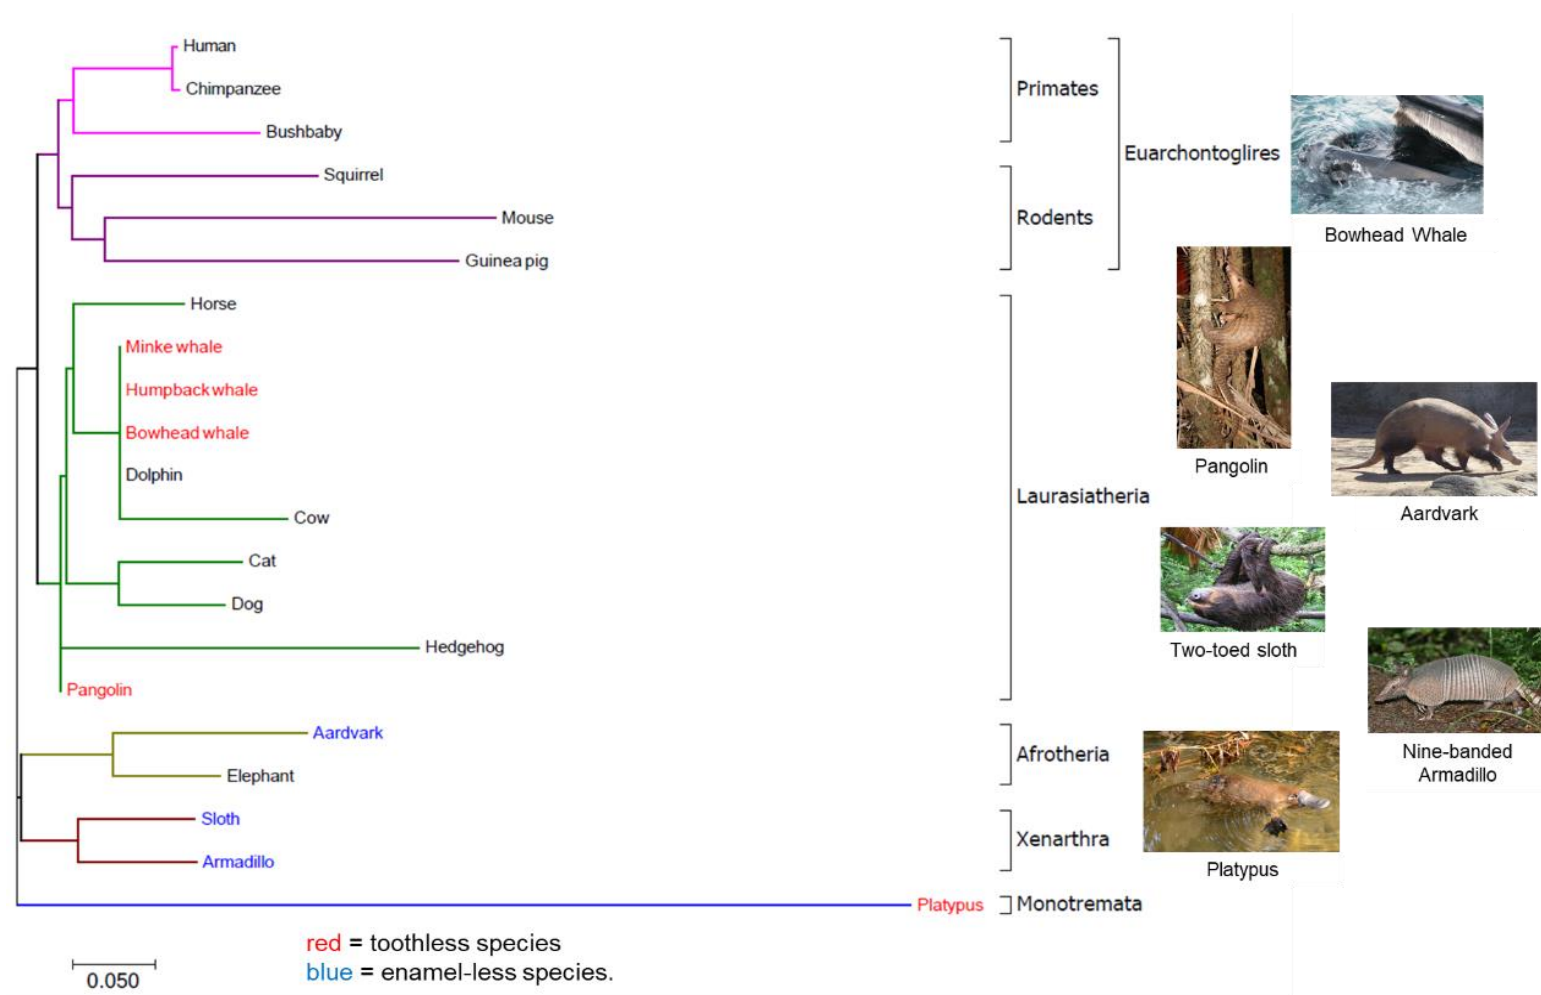 Human
Chimpanzee
Bushbaby
Squirrel
Mouse
Guinea pig
Horse
Minke whale
Humpback whale
Bowhead whale
Dolphin
Cow
Cat
Dog
Hedgehog
Pangolin
Aardvark
Elephant
Sloth
Armadillo
Platypus
Primates
Rodents
Euarchontoglires
Laurasiatheria
Afrotheria
Xenarthra
Monotremata
Bowhead Whale
Pangolin
Aardvark
Two-toed sloth
Nine-banded
Armadillo
Platypus
red = toothless species
blue = enamel-less species.
0.050